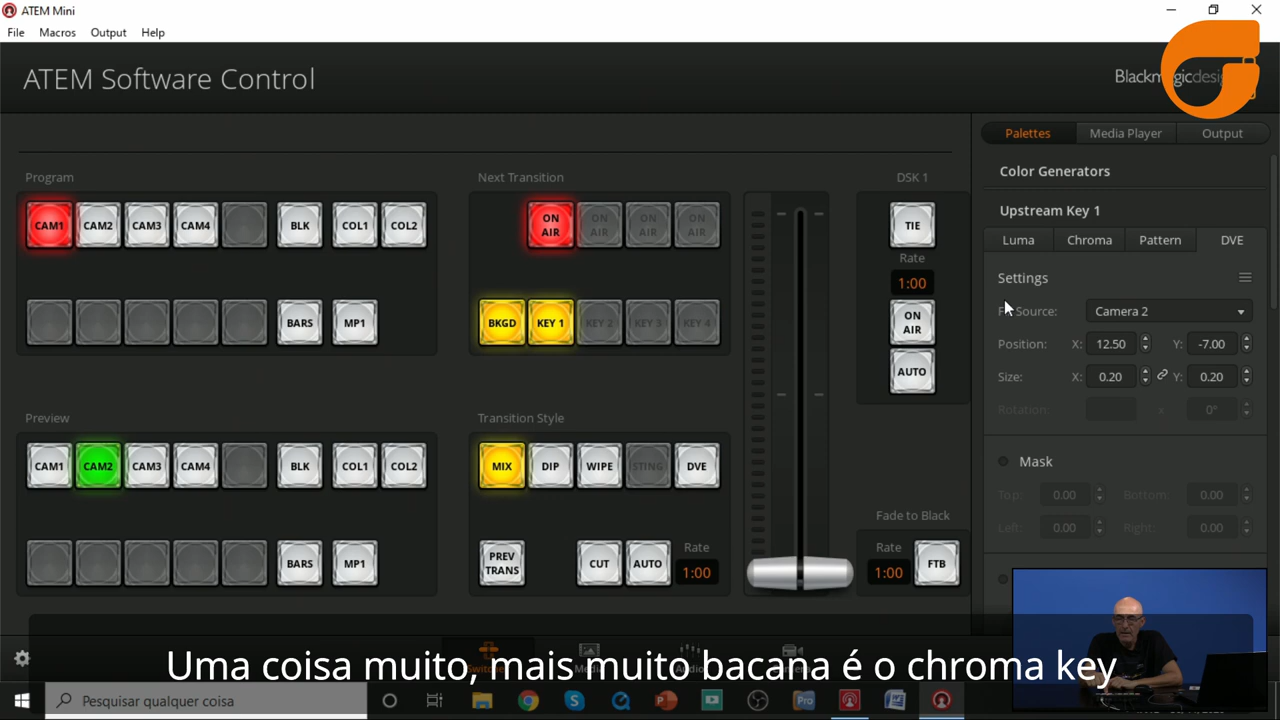 ATEM Mini
File Macros Output Help
ATEM Software Control
Blackmagicdesi
Palettes Media Player Output
Color Generators
Upstream Key 1
Luma Chroma Pattern DVE
Settings
Source: Camera 2
Position: X: 12.50 Y: -7.00
Size: X: 0.20 Y: 0.20
Rotation: x 0°
Mask
Top: 0.00 Bottom: 0.00
Left: 0.00 Right: 0.00
Program
CAM1 CAM2 CAM3 CAM4 BLK COL1 COL2
BARS MP1
Next Transition
ON AIR ON AIR ON AIR ON AIR
BKGD KEY 1 KEY 2 KEY 3 KEY 4
DSK 1
TIE
Rate
1:00
ON AIR
AUTO
Preview
CAM1 CAM2 CAM3 CAM4 BLK COL1 COL2
BARS MP1
Transition Style
MIX DIP WIPE STING DVE
PREV TRANS CUT AUTO Rate 1:00
Fade to Black
Rate 1:00 FTB
Uma coisa muito, mais muito bacana é o chroma key
Pesquisar qualquer coisa
Pro